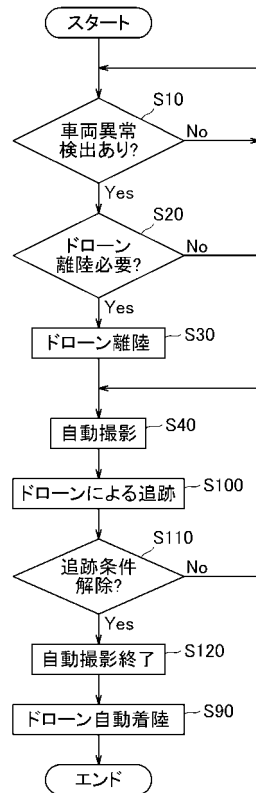 スタート
S10
車両異常
検出あり?
No
Yes
S20
ドローン
離陸必要?
No
Yes
ドローン離陸
S30
自動撮影
S40
ドローンによる追跡
S100
S110
追跡条件
解除?
No
Yes
自動撮影終了
S120
ドローン自動着陸
S90
エンド